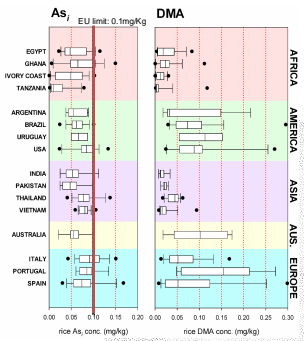 Asi DMA
EU limit: 0.1mg/Kg
EGYPT
GHANA
IVORY COAST
TANZANIA
AFRICA
ARGENTINA
BRAZIL
URUGUAY
USA
AMERICA
INDIA
PAKISTAN
THAILAND
VIETNAM
ASIA
AUSTRALIA
AUS.
ITALY
PORTUGAL
SPAIN
EUROPE
0.00 0.05 0.10 0.15 0.20 0.00 0.05 0.10 0.15 0.20 0.25 0.30
rice Asi conc. (mg/kg) rice DMA conc. (mg/kg)